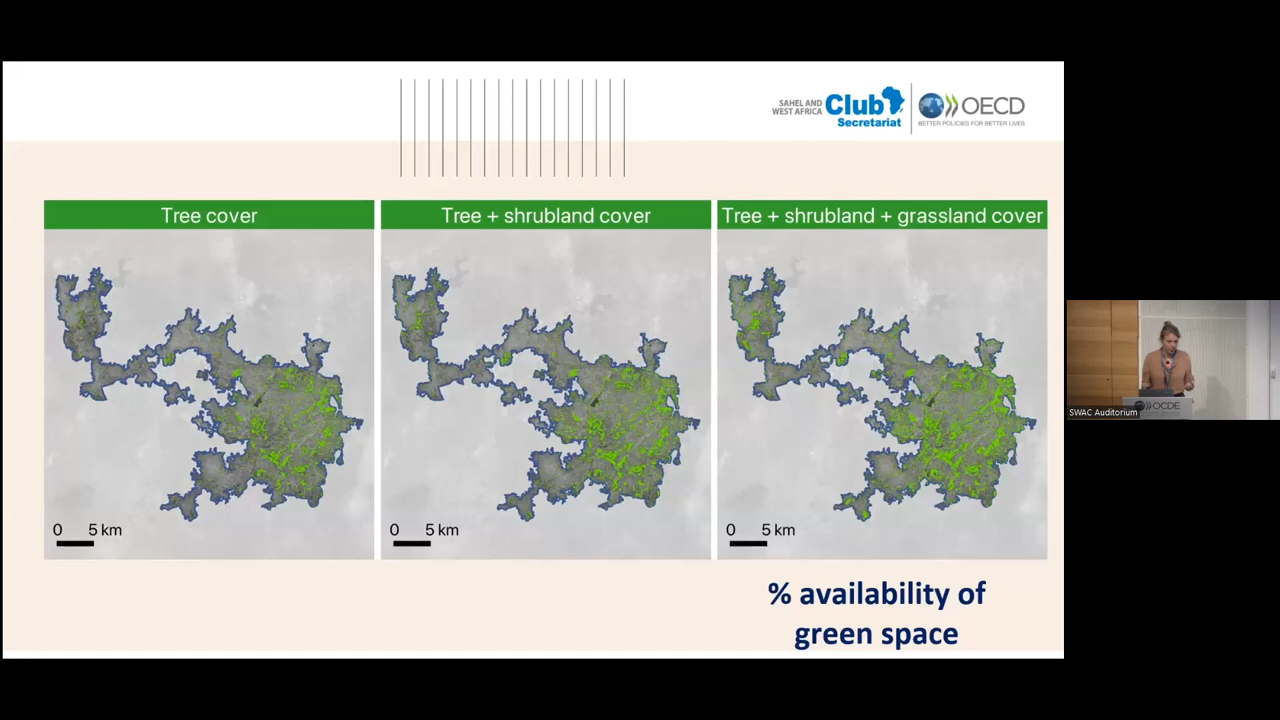 SAHEL AND
WEST AFRICA
Club
Secretariat
OECD
BETTER POLICIES FOR BETTER LIVES
Tree cover
Tree + shrubland cover
Tree + shrubland + grassland cover
0 5 km
0 5 km
0 5 km
% availability of
green space
OCDE
SWAC Auditorium